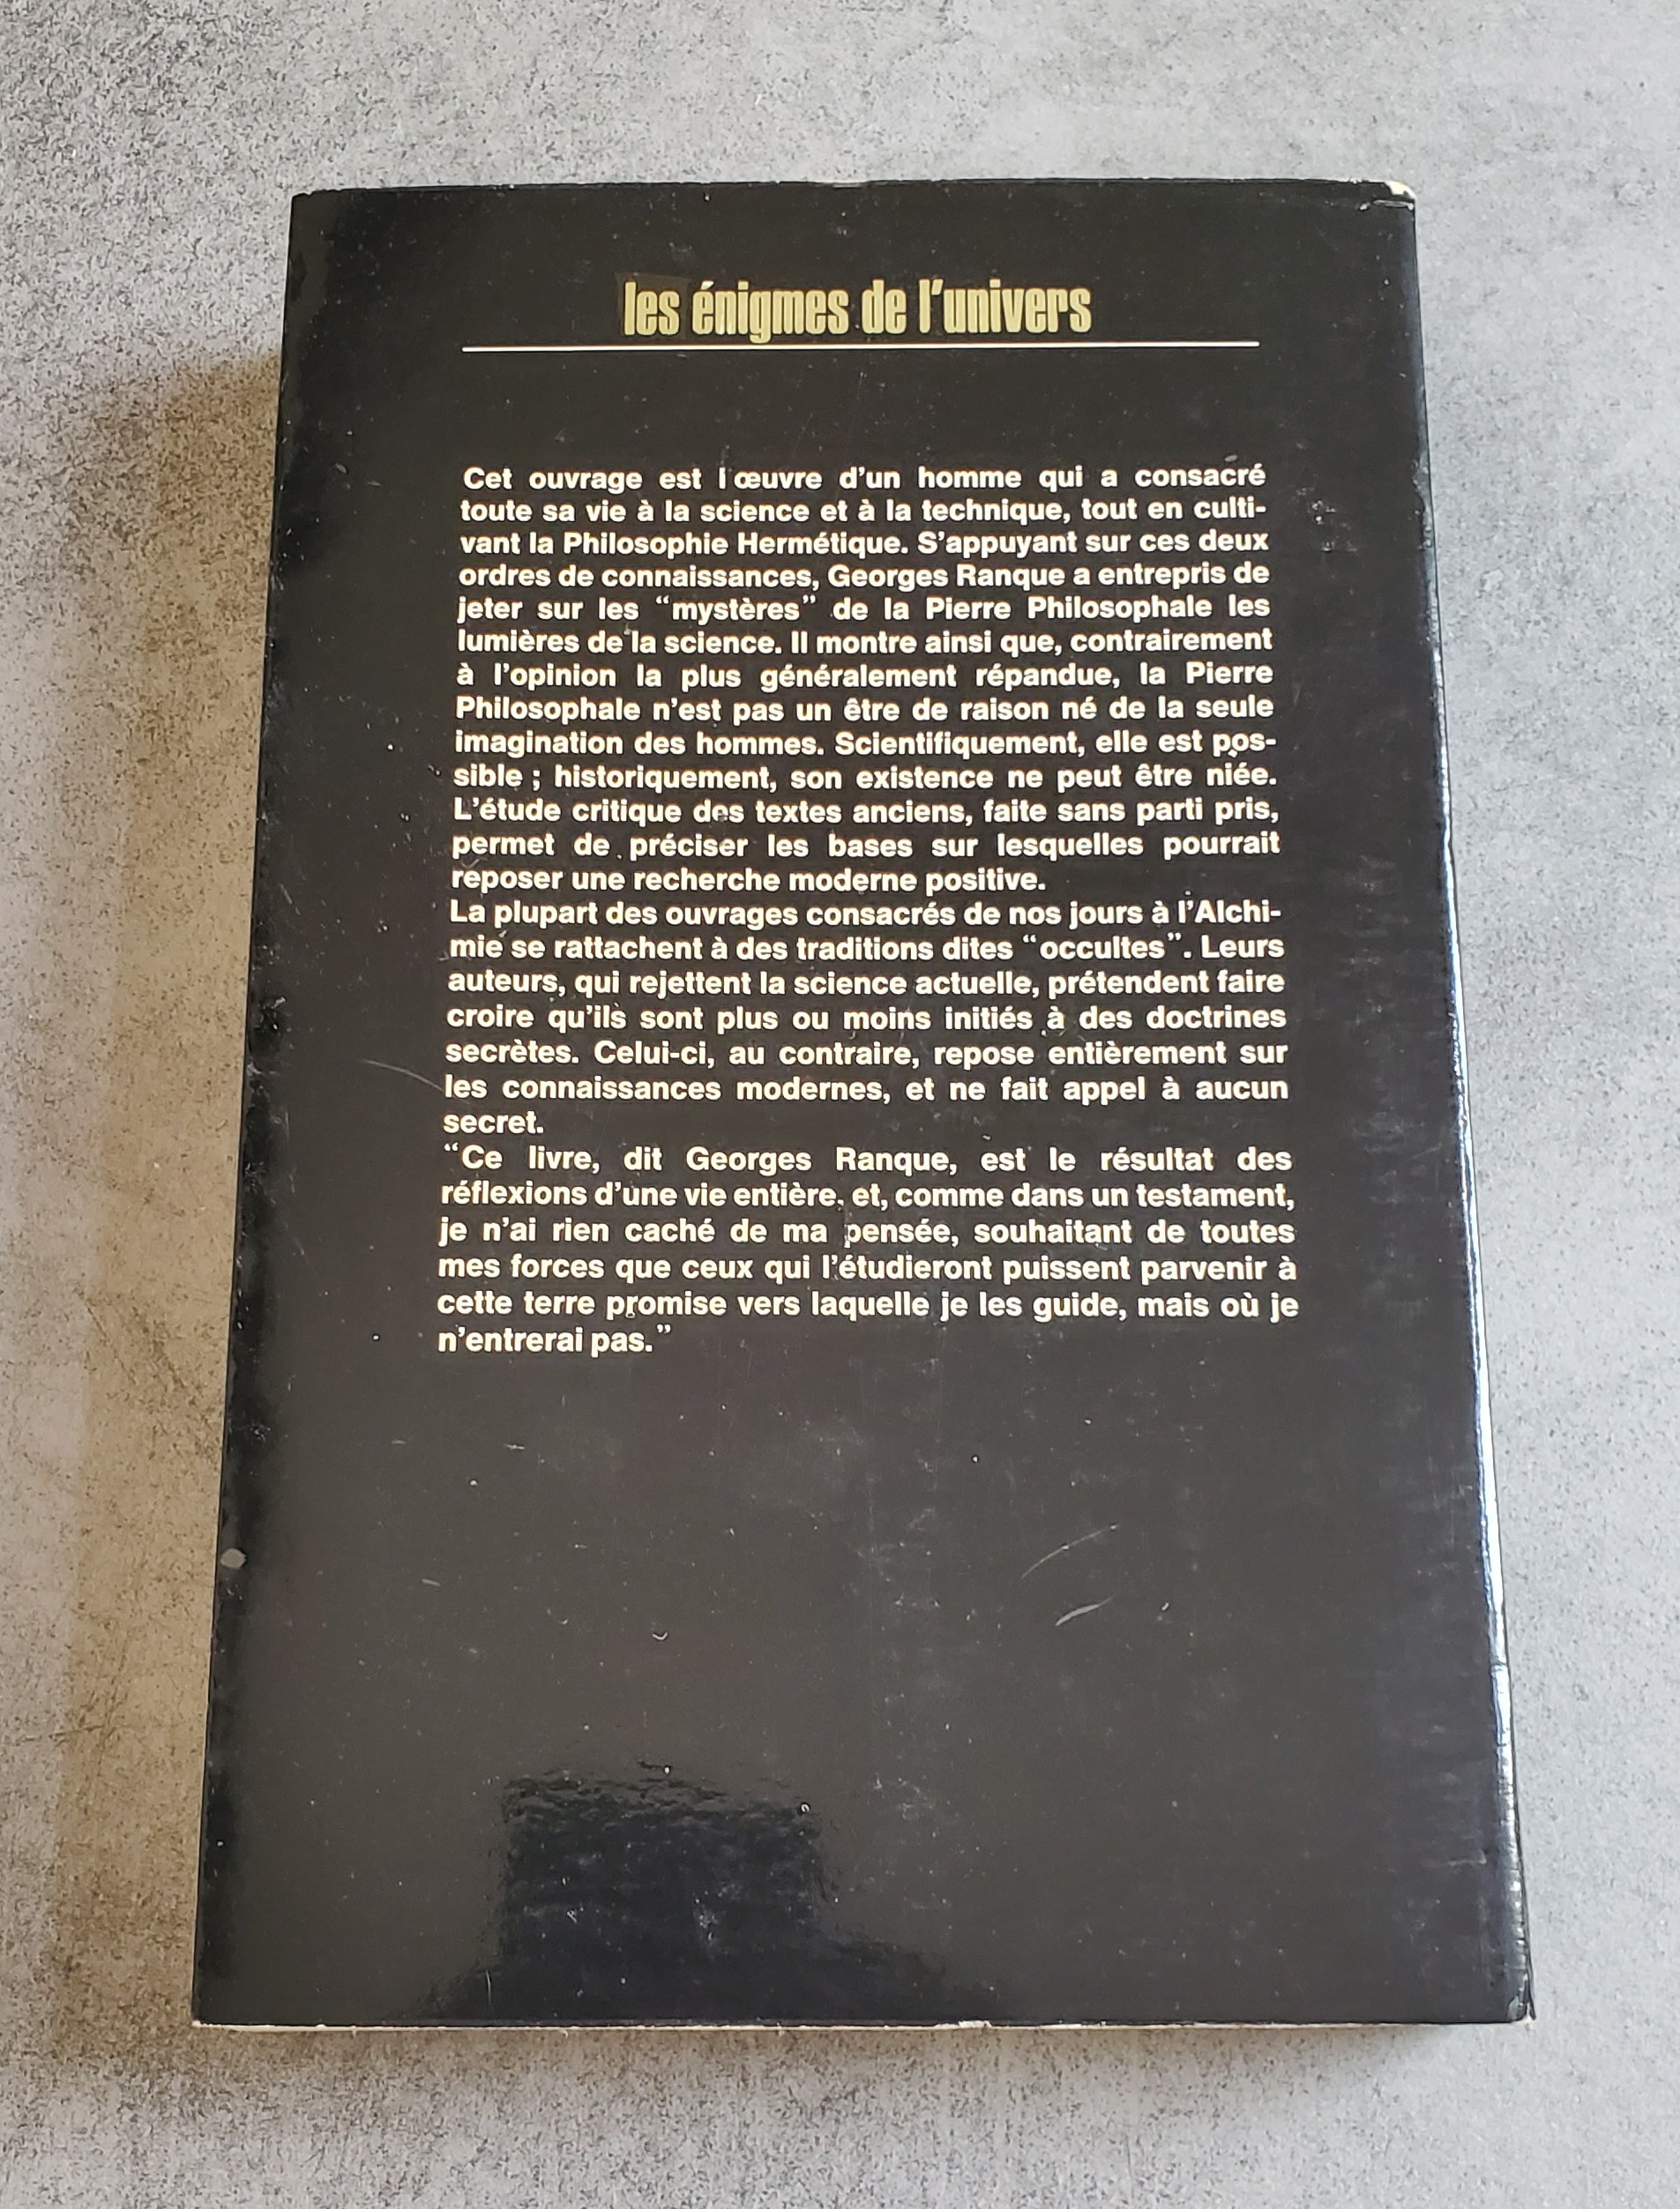 les énigmes de l'univers
Cet ouvrage est l'œuvre d'un homme qui a consacré
toute sa vie à la science et à la technique, tout en culti-
vant la Philosophie Hermétique. S'appuyant sur ces deux
ordres de connaissances, Georges Ranque a entrepris de
jeter sur les “mystères” de la Pierre Philosophale les
lumières de la science. Il montre ainsi que, contrairement
à l'opinion la plus généralement répandue, la Pierre
Philosophale n'est pas un être de raison né de la seule
imagination des hommes. Scientifiquement, elle est pos-
sible ; historiquement, son existence ne peut être niée.
L'étude critique des textes anciens, faite sans parti pris,
permet de préciser les bases sur lesquelles pourrait
reposer une recherche moderne positive.
La plupart des ouvrages consacrés de nos jours à l'Alchi-
mie se rattachent à des traditions dites “occultes”. Leurs
auteurs, qui rejettent la science actuelle, prétendent faire
croire qu'ils sont plus ou moins initiés à des doctrines
secrètes. Celui-ci, au contraire, repose entièrement sur
les connaissances modernes, et ne fait appel à aucun
secret.
“Ce livre, dit Georges Ranque, est le résultat des
réflexions d'une vie entière, et, comme dans un testament,
je n'ai rien caché de ma pensée, souhaitant de toutes
mes forces que ceux qui l'étudieront puissent parvenir à
cette terre promise vers laquelle je les guide, mais où je
n'entrerai pas.”